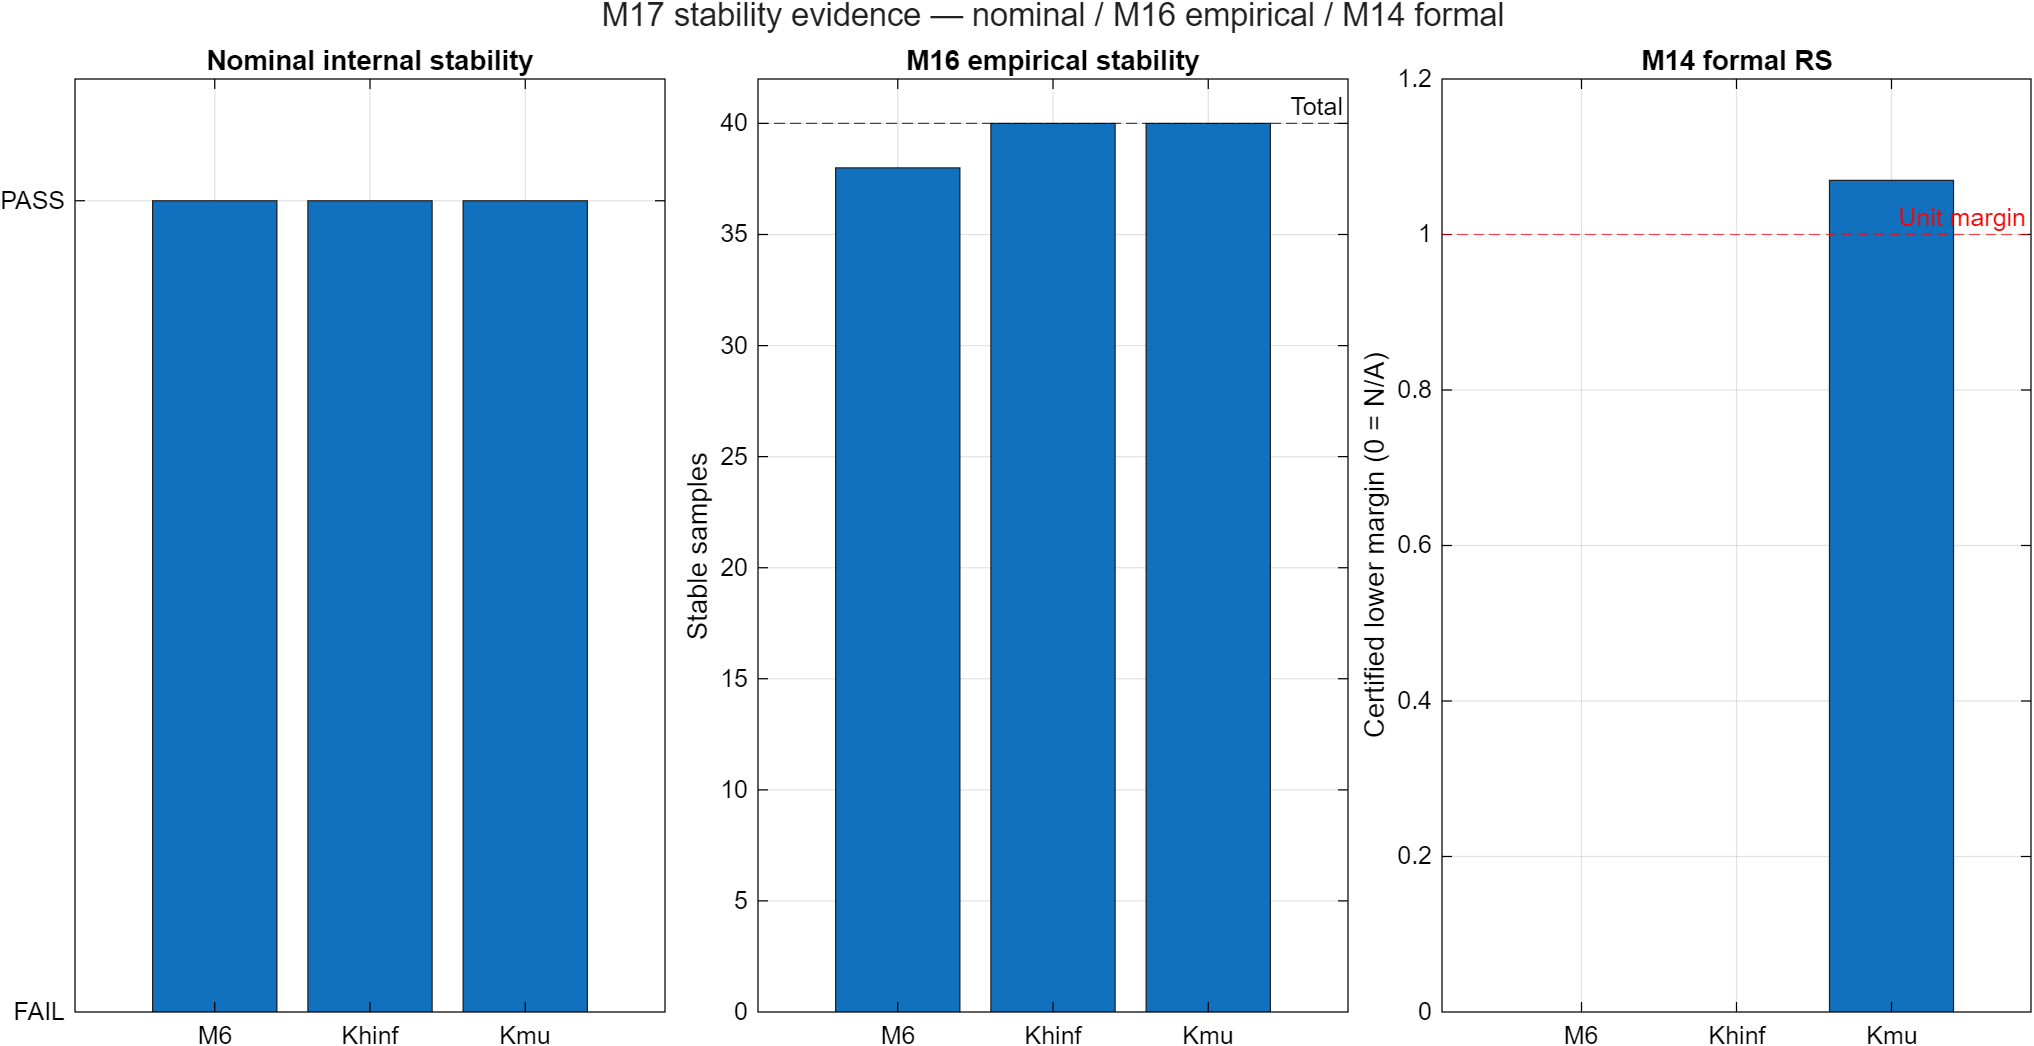 M17 stability evidence — nominal / M16 empirical / M14 formal
Nominal internal stability
PASS
FAIL
M6
Khinf
Kmu
M16 empirical stability
Stable samples
40
35
30
25
20
15
10
5
0
Total
M6
Khinf
Kmu
M14 formal RS
Certified lower margin (0 = N/A)
1.2
1
0.8
0.6
0.4
0.2
0
Unit margin
M6
Khinf
Kmu